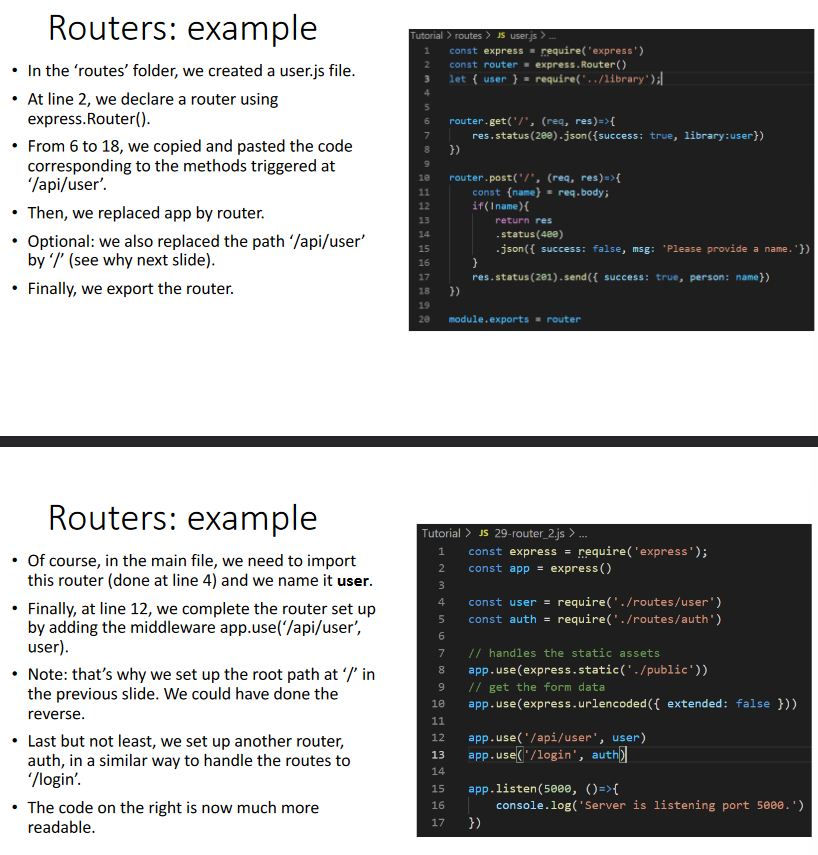 Routers: example
• In the ‘routes’ folder, we created a user.js file.
• At line 2, we declare a router using
express.Router().
• From 6 to 18, we copied and pasted the code
corresponding to the methods triggered at
‘/api/user’.
• Then, we replaced app by router.
• Optional: we also replaced the path ‘/api/user’
by ‘/’ (see why next slide).
• Finally, we export the router.
Tutorial > routes > JS user.js > ...
1 const express = require('express')
2 const router = express.Router()
3 let { user } = require('../library');
4
5
6 router.get('/', (req, res)=>{
7 res.status(200).json({success: true, library:user})
8 })
9
10 router.post('/', (req, res)=>{
11 const {name} = req.body;
12 if(!name){
13 return res
14 .status(400)
15 .json({ success: false, msg: 'Please provide a name.'})
16 }
17 res.status(201).send({ success: true, person: name})
18 })
19
20 module.exports = router
Routers: example
• Of course, in the main file, we need to import
this router (done at line 4) and we name it user.
• Finally, at line 12, we complete the router set up
by adding the middleware app.use(‘/api/user’,
user).
• Note: that’s why we set up the root path at ‘/’ in
the previous slide. We could have done the
reverse.
• Last but not least, we set up another router,
auth, in a similar way to handle the routes to
‘/login’.
• The code on the right is now much more
readable.
Tutorial > JS 29-router_2.js > ...
1 const express = require('express');
2 const app = express()
3
4 const user = require('./routes/user')
5 const auth = require('./routes/auth')
6
7 // handles the static assets
8 app.use(express.static('./public'))
9 // get the form data
10 app.use(express.urlencoded({ extended: false }))
11
12 app.use('/api/user', user)
13 app.use('/login', auth)
14
15 app.listen(5000, ()=>{
16 console.log('Server is listening port 5000.')
17 })